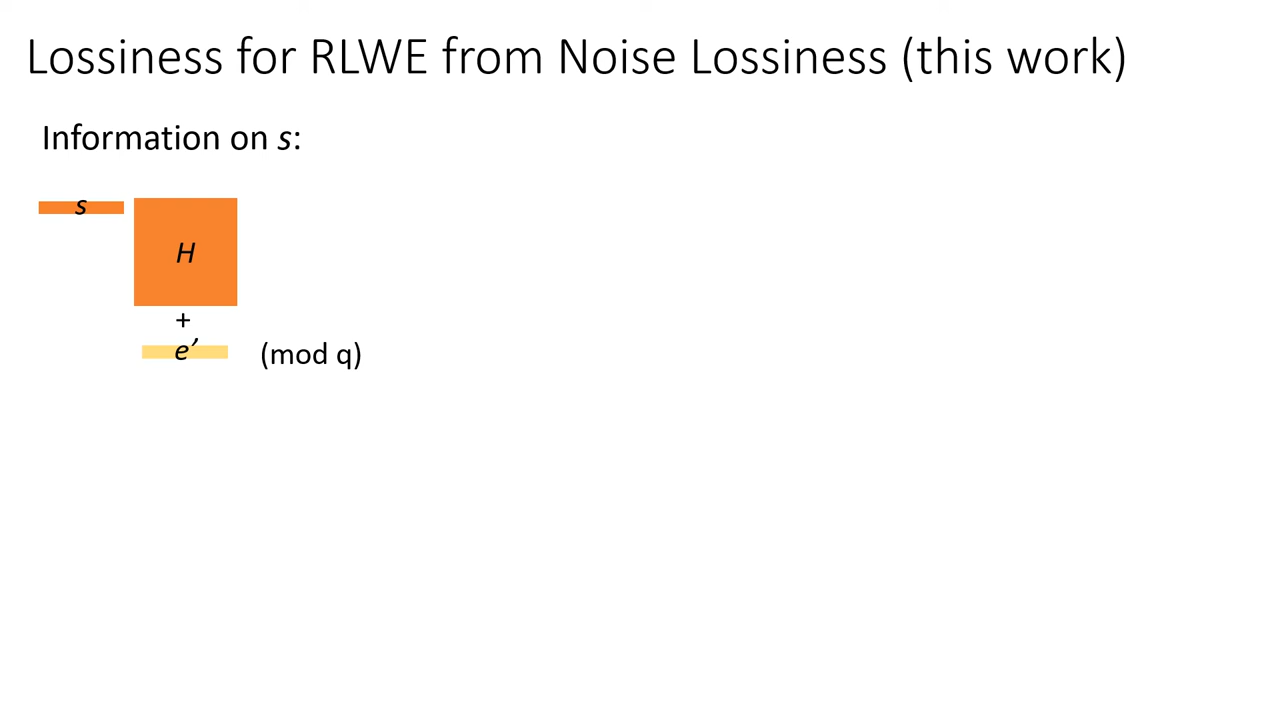 Lossiness for RLWE from Noise Lossiness (this work)
Information on s:
s
H
+
e’
(mod q)